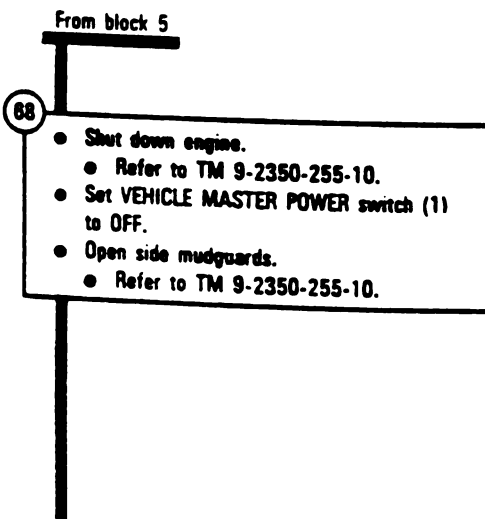 From block 5
68
● Shut down engine.
● Refer to TM 9-2350-255-10.
● Set VEHICLE MASTER POWER switch (1)
to OFF.
● Open side mudguards.
● Refer to TM 9-2350-255-10.